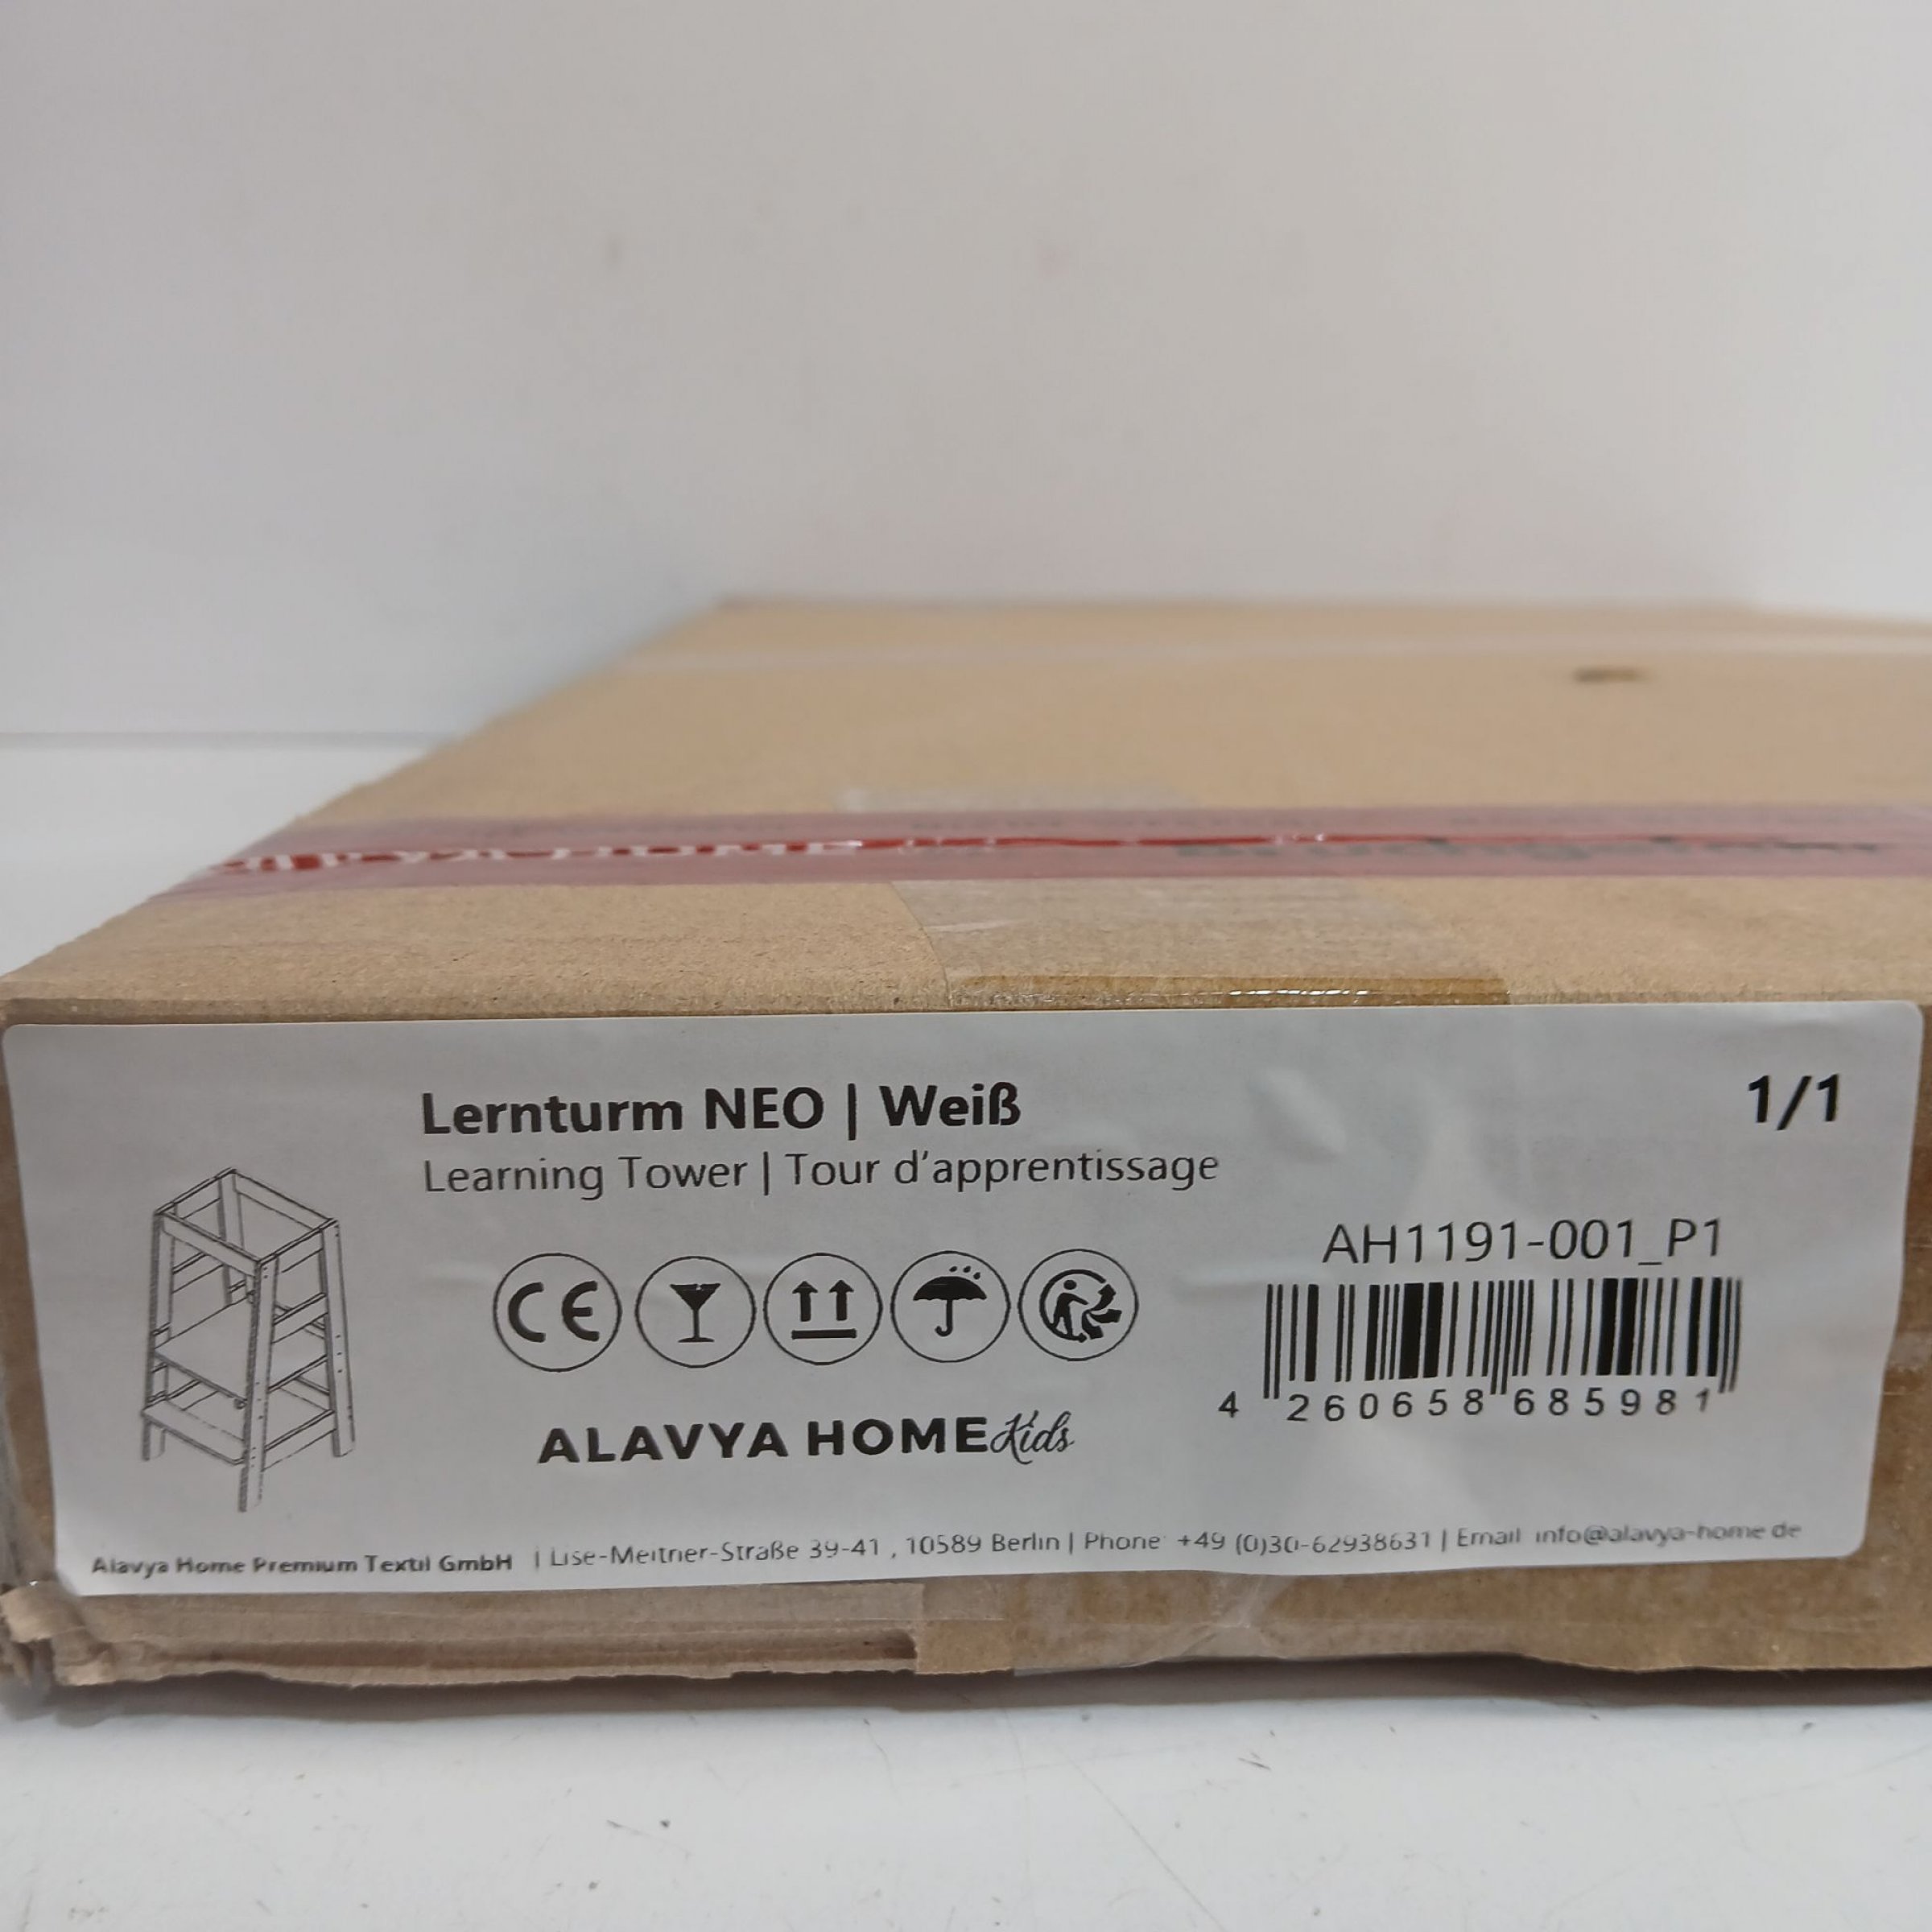 Lernturm NEO | Weiß
1/1
Learning Tower | Tour d'apprentissage
AH1191-001_P1
CE
4 260658 685981
ALAVYA HOME Kids
Alavya Home Premium Textil GmbH | Lise-Meitner-Straße 39-41, 10589 Berlin | Phone: +49 (0)30-62938631 | Email: info@alavya-home.de